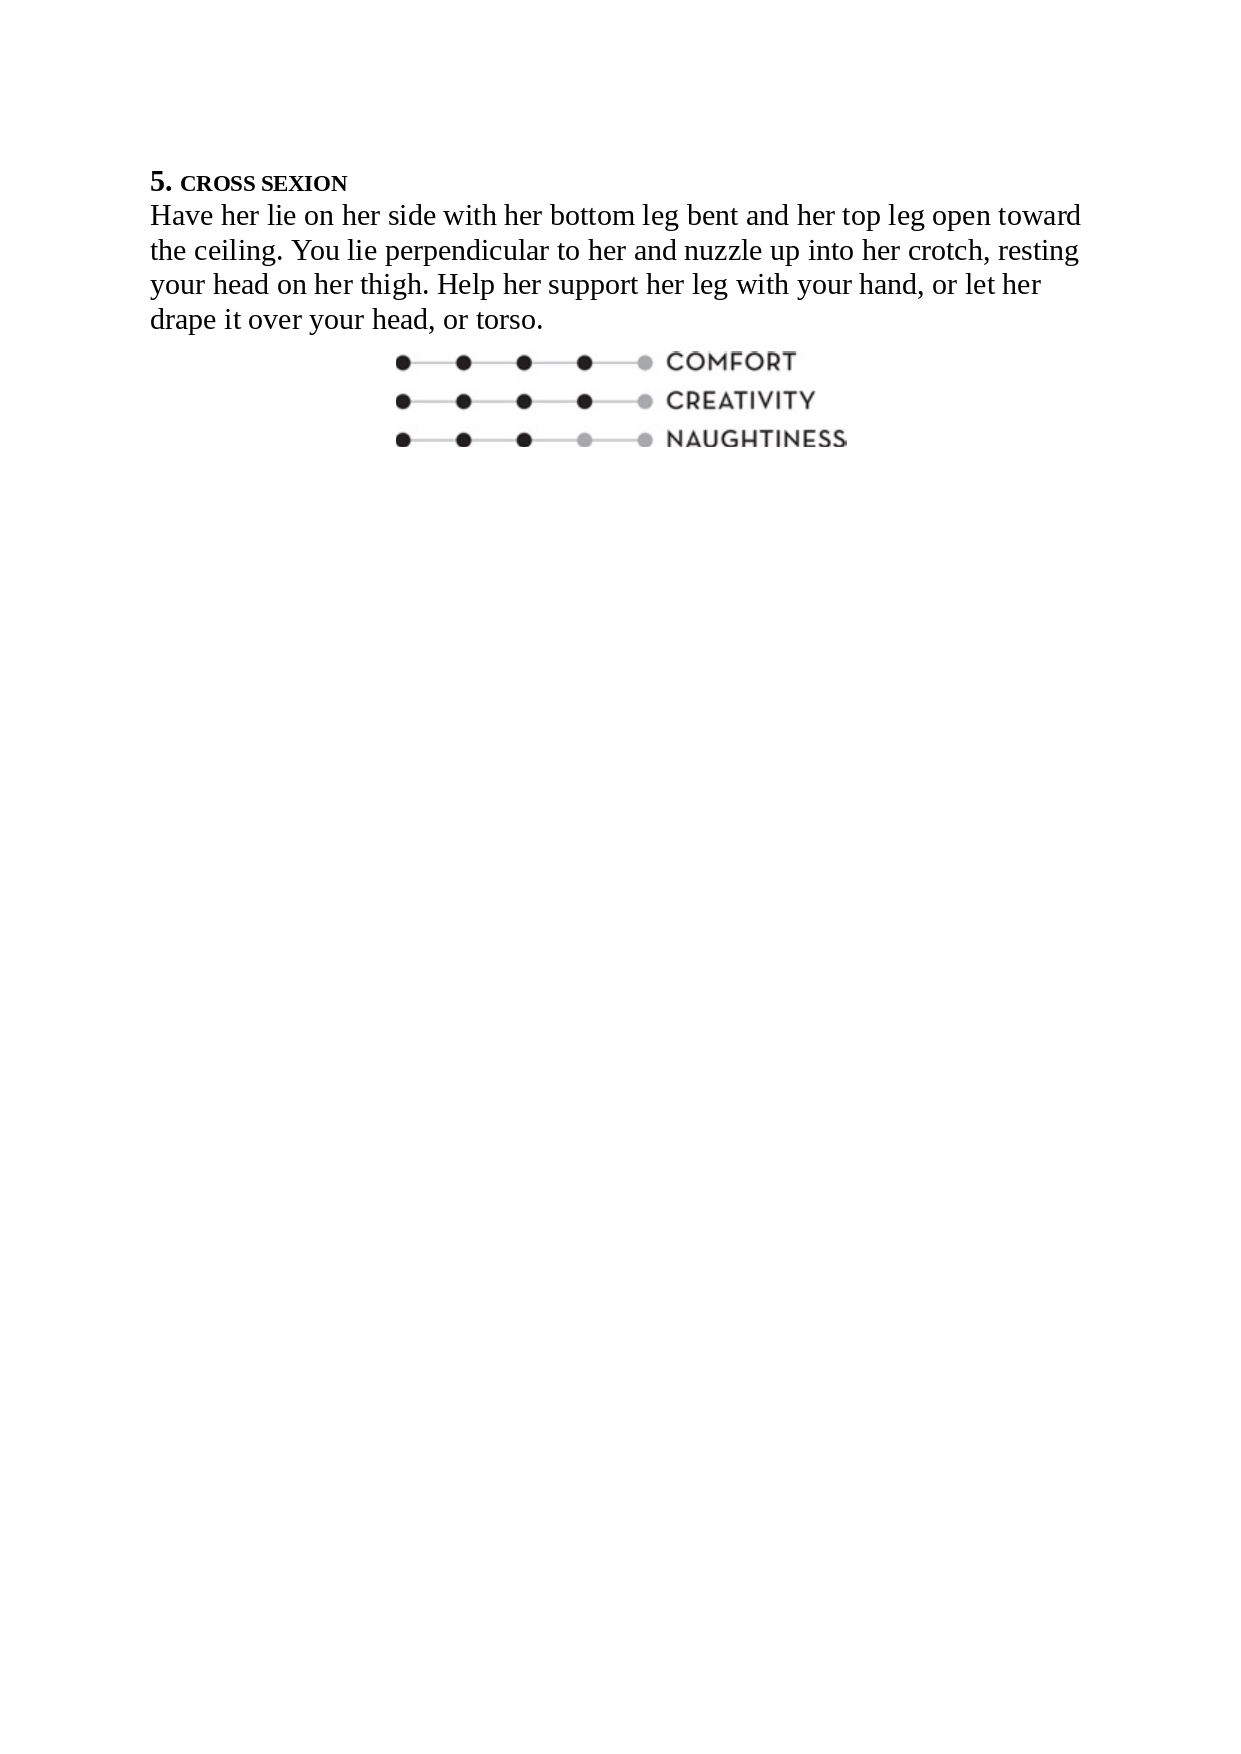 5. CROSS SEXION
Have her lie on her side with her bottom leg bent and her top leg open toward
the ceiling. You lie perpendicular to her and nuzzle up into her crotch, resting
your head on her thigh. Help her support her leg with your hand, or let her
drape it over your head, or torso.
COMFORT
CREATIVITY
NAUGHTINESS